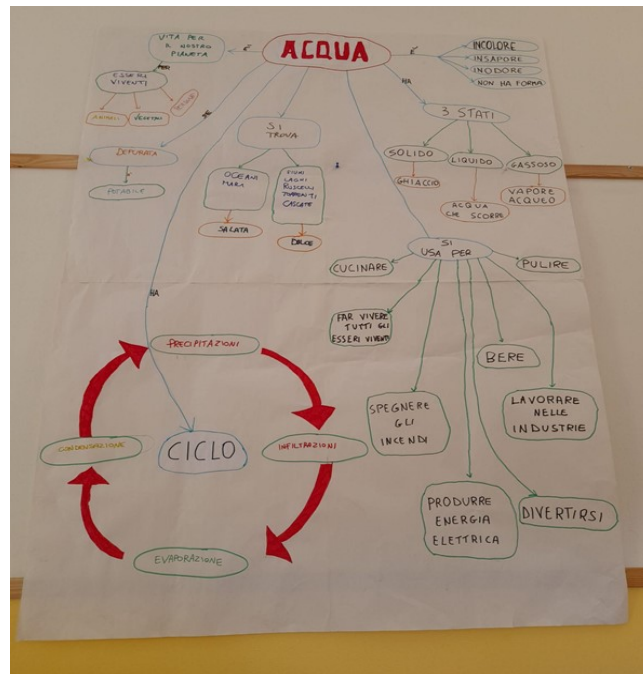 ACQUA
È
VITA PER
IL NOSTRO
PIANETA
ESSERI
VIVENTI
ANIMALI
VEGETALI
È
INCOLORE
INSAPORE
INODORE
NON HA FORMA
HA
3 STATI
SOLIDO
LIQUIDO
GASSOSO
GHIACCIO
ACQUA
CHE SCORRE
VAPORE
ACQUEO
DEPURATA
POTABILE
SI
TROVA
OCEANI
MARI
SALATA
FIUMI
LAGHI
RUSCELLI
TORRENTI
CASCATE
DOLCE
SI
USA PER
CUCINARE
PULIRE
FAR VIVERE
TUTTI GLI
ESSERI VIVENTI
BERE
SPEGNERE
GLI
INCENDI
LAVORARE
NELLE
INDUSTRIE
PRODURRE
ENERGIA
ELETTRICA
DIVERTIRSI
HA
CICLO
PRECIPITAZIONI
INFILTRAZIONI
EVAPORAZIONE
CONDENSAZIONE